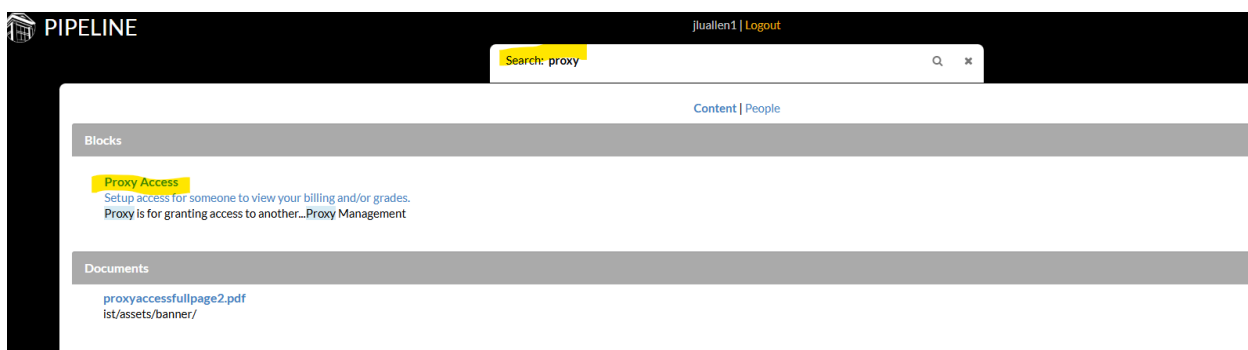 PIPELINE
jluallen1 | Logout
Search: proxy
Content | People
Blocks
Proxy Access
Setup access for someone to view your billing and/or grades.
Proxy is for granting access to another...Proxy Management
Documents
proxyaccessfullpage2.pdf
ist/assets/banner/